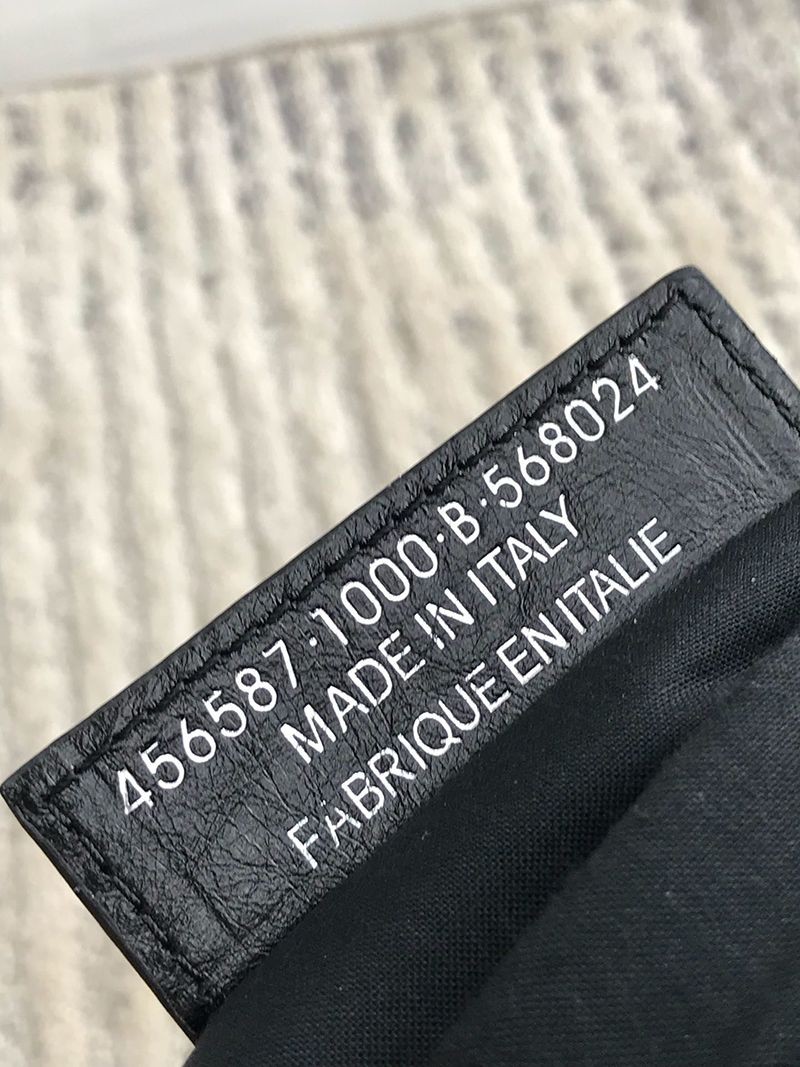 456587·1000·B·568024
MADE IN ITALY
FABRIQUE EN ITALIE